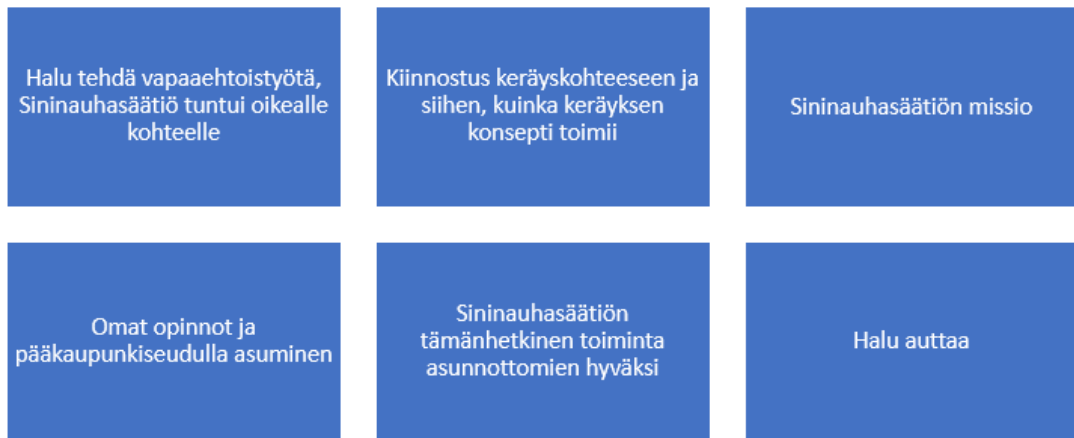 Halu tehdä vapaaehtoistyötä,
Sininauhasäätiö tuntui oikealle
kohteelle
Kiinnostus keräyskohteeseen ja
siihen, kuinka keräyksen
konsepti toimii
Sininauhasäätiön missio
Omat opinnot ja
pääkaupunkiseudulla asuminen
Sininauhasäätiön
tämänhetkinen toiminta
asunnottomien hyväksi
Halu auttaa